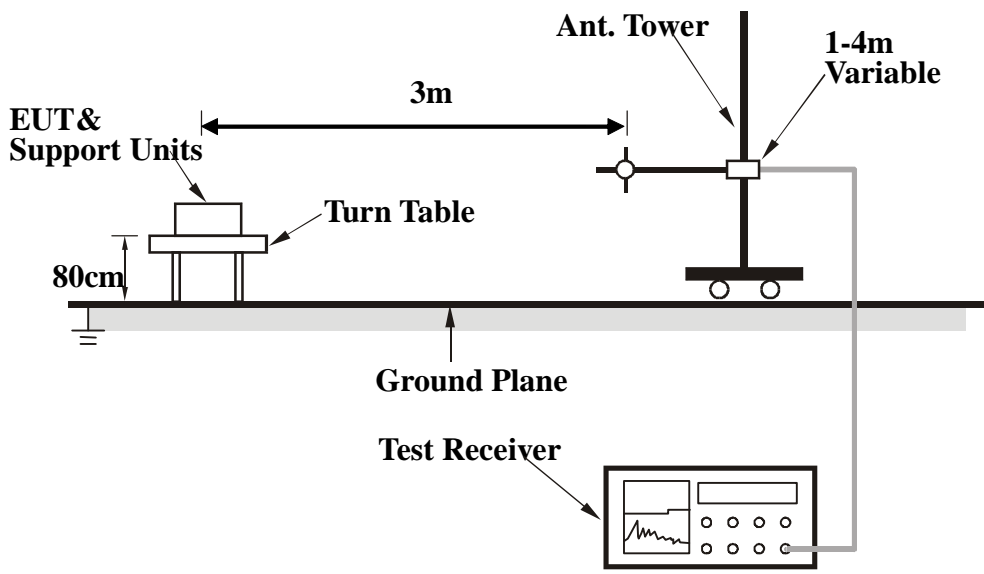 Ant. Tower
1-4m
Variable
3m
EUT&
Support Units
Turn Table
80cm
Ground Plane
Test Receiver